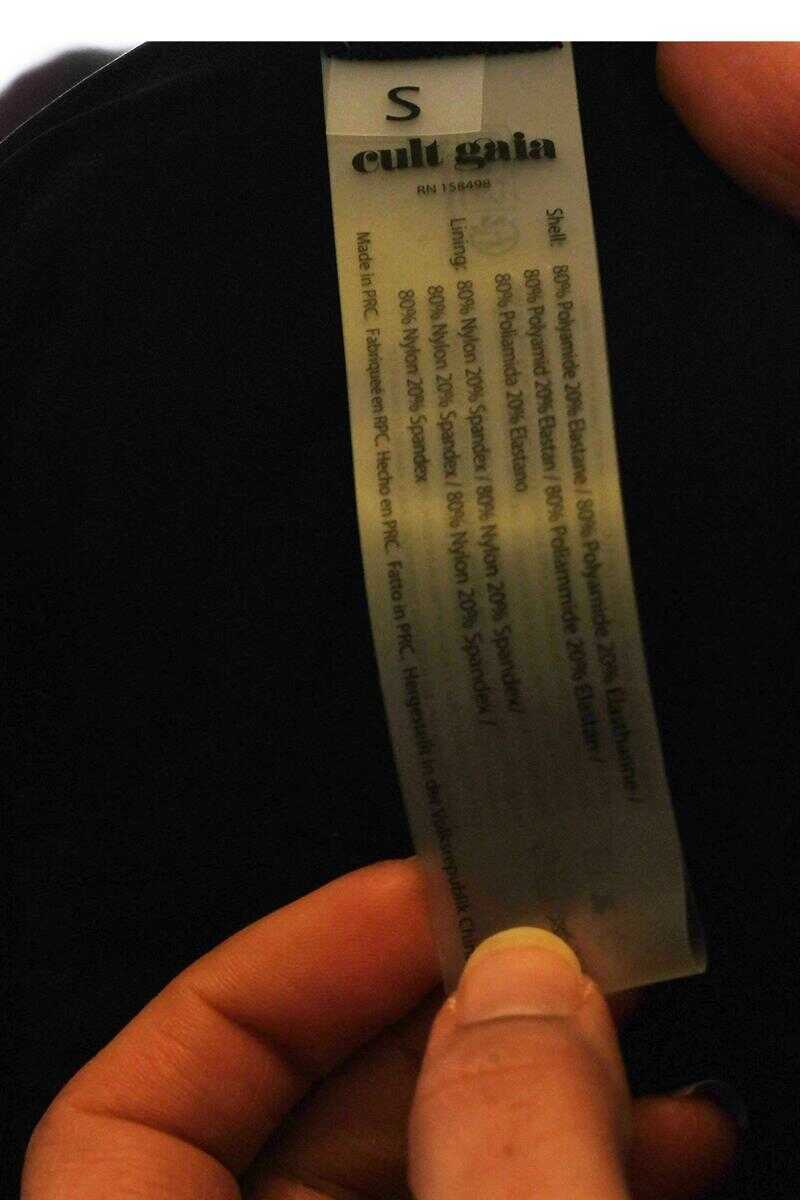 S
cult gaia
RN 158498
Shell: 80% Polyamide 20% Elastane / 80% Polyamide 20% Élasthanne /
80% Polyamid 20% Elastan / 80% Poliammide 20% Elastan /
80% Poliamida 20% Elastano
Lining: 80% Nylon 20% Spandex / 80% Nylon 20% Spandex /
80% Nylon 20% Spandex / 80% Nylon 20% Spandex /
80% Nylon 20% Spandex
Made in PRC. Fabriqueé en RPC. Hecho en PRC. Fatto in PRC. Hergestellt in der Volksrepublik